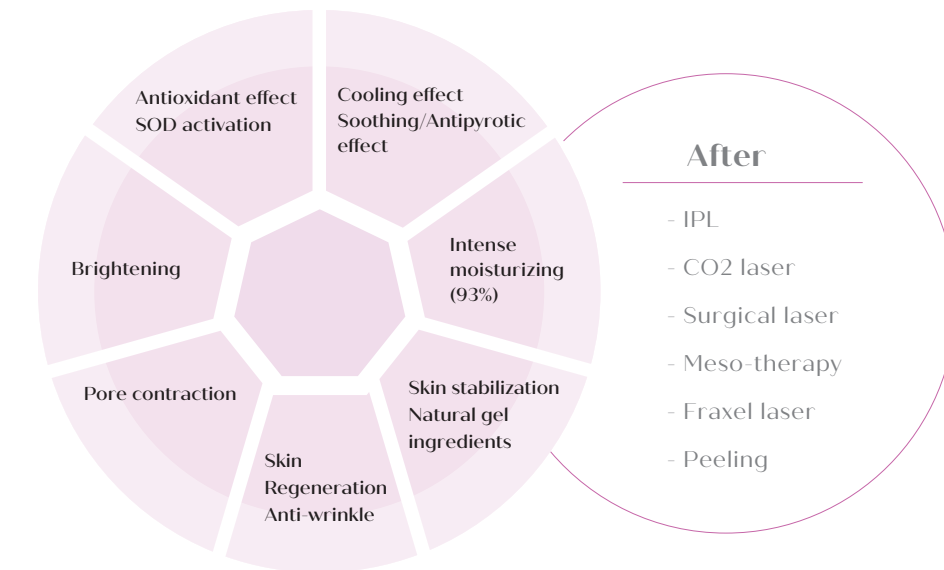 Antioxidant effect
SOD activation
Cooling effect
Soothing/Antipyrotic
effect
Brightening
Intense
moisturizing
(93%)
Pore contraction
Skin stabilization
Natural gel
ingredients
Skin
Regeneration
Anti-wrinkle
After
- IPL
- CO2 laser
- Surgical laser
- Meso-therapy
- Fraxel laser
- Peeling